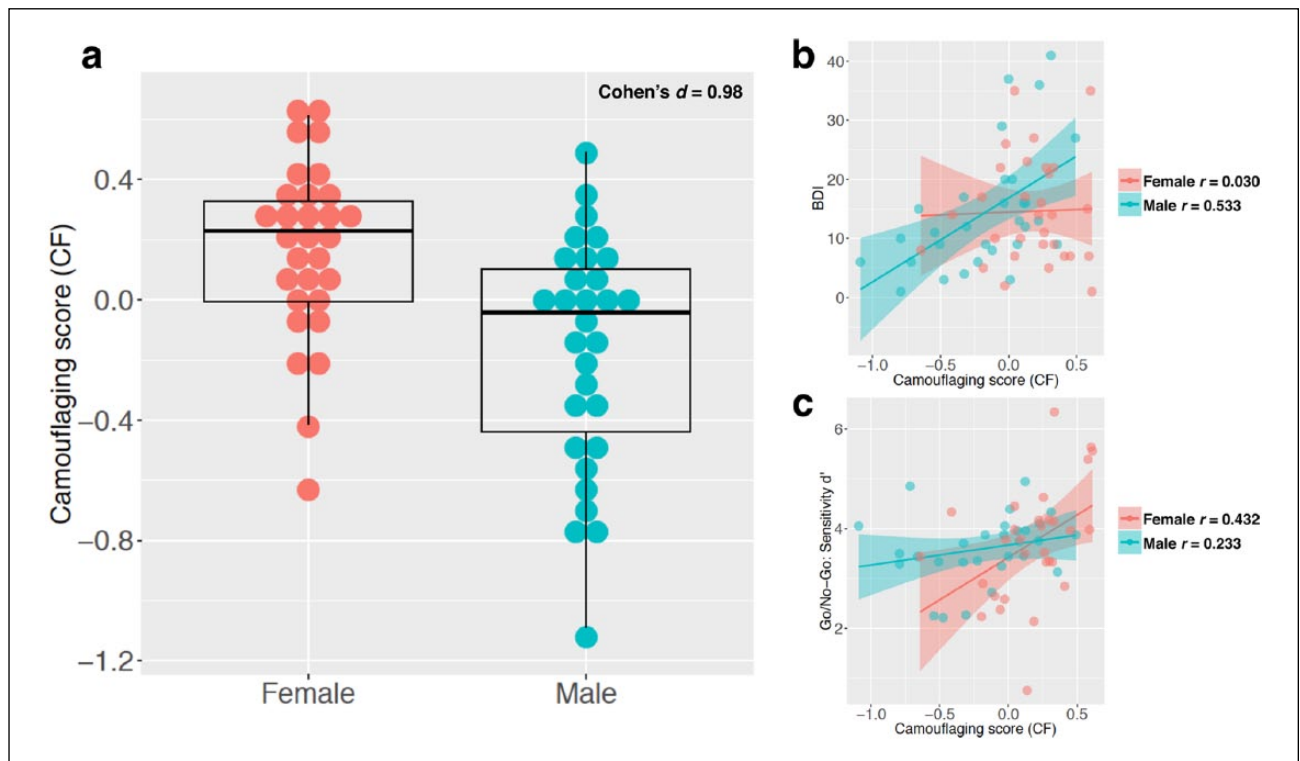 a
Cohen's d = 0.98
Camouflaging score (CF)
0.4
0.0
−0.4
−0.8
−1.2
Female
Male
b
BDI
40
30
20
10
0
−1.0
−0.5
0.0
0.5
Camouflaging score (CF)
Female r = 0.030
Male r = 0.533
c
Go/No−Go: Sensitivity d'
6
4
2
−1.0
−0.5
0.0
0.5
Camouflaging score (CF)
Female r = 0.432
Male r = 0.233